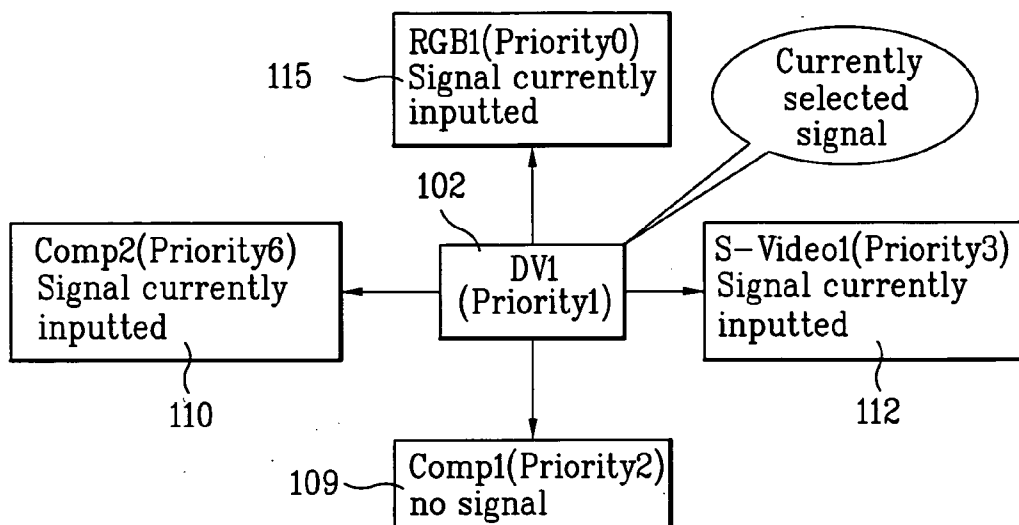 RGB1(Priority0)
Signal currently
inputted
115
Currently
selected
signal
102
Comp2(Priority6)
Signal currently
inputted
110
DV1
(Priority1)
S-Video1(Priority3)
Signal currently
inputted
112
Comp1(Priority2)
no signal
109